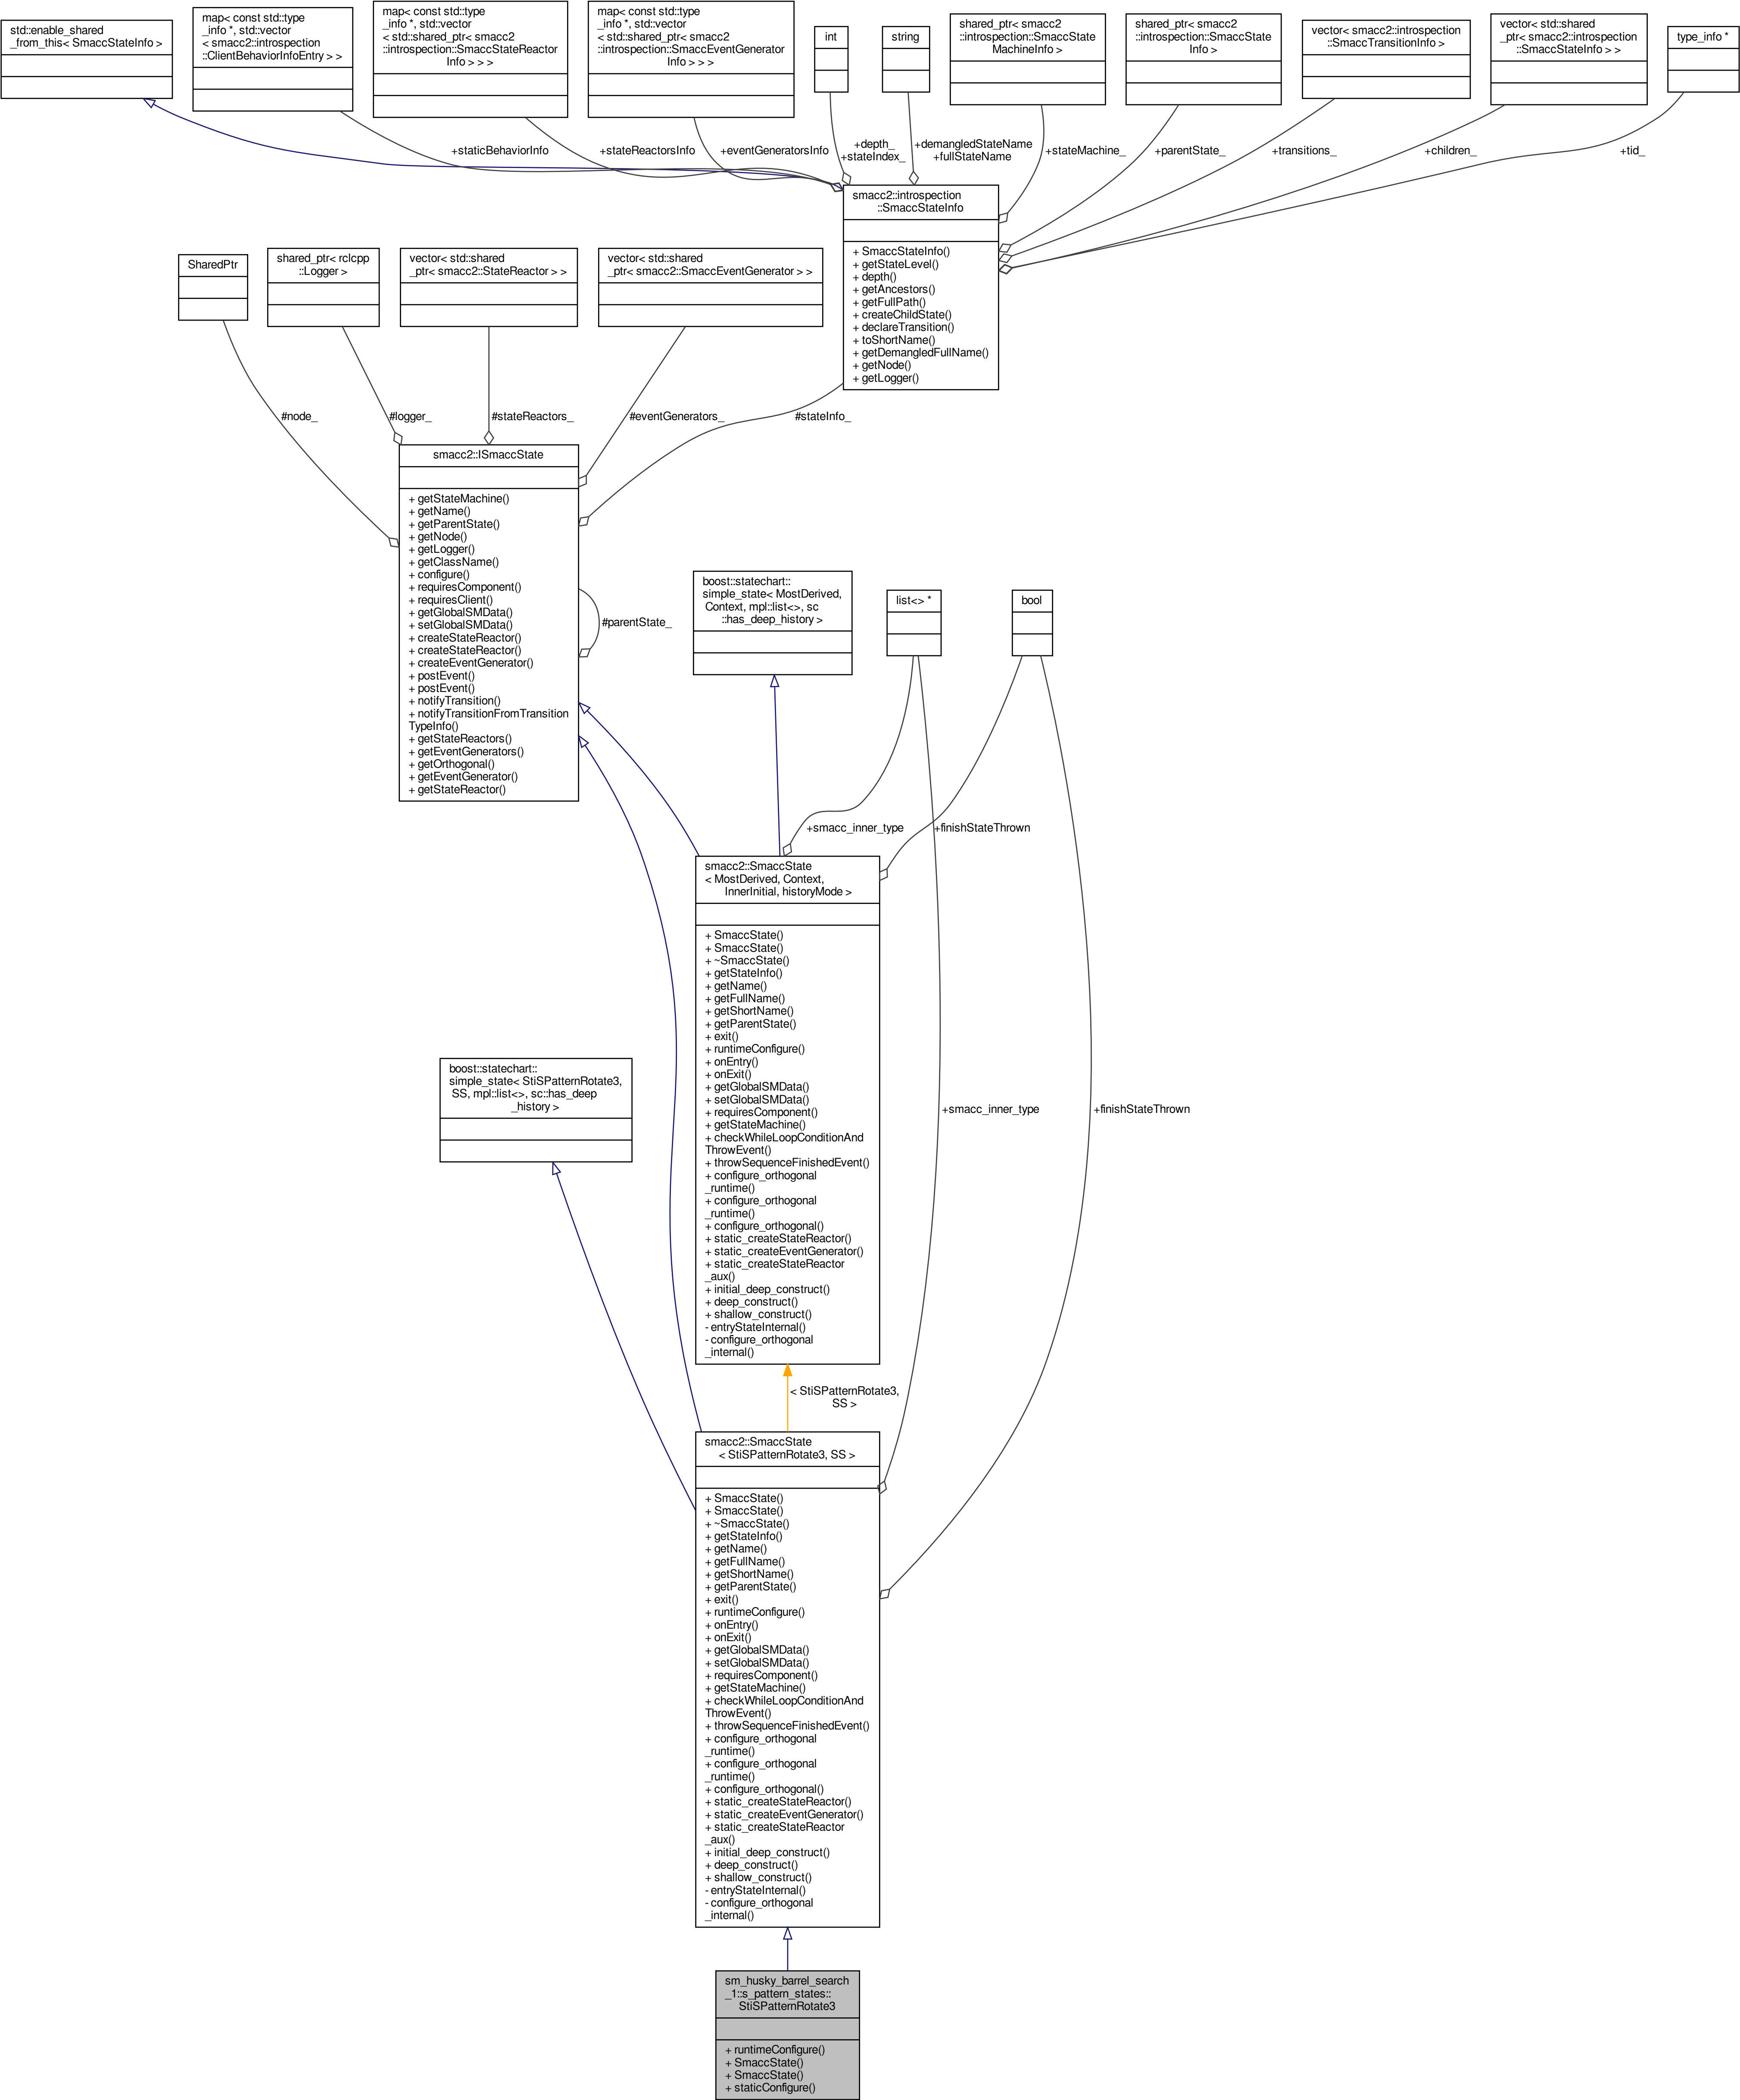 std::enable_shared
_from_this< SmaccStateInfo >
map< const std::type
_info *, std::vector
< smacc2::introspection
::ClientBehaviorInfoEntry > >
map< const std::type
_info *, std::vector
< std::shared_ptr< smacc2
::introspection::SmaccStateReactor
Info > > >
map< const std::type
_info *, std::vector
< std::shared_ptr< smacc2
::introspection::SmaccEventGenerator
Info > > >
int
string
shared_ptr< smacc2
::introspection::SmaccState
MachineInfo >
shared_ptr< smacc2
::introspection::SmaccState
Info >
vector< smacc2::introspection
::SmaccTransitionInfo >
vector< std::shared
_ptr< smacc2::introspection
::SmaccStateInfo > >
type_info *
+staticBehaviorInfo
+stateReactorsInfo
+eventGeneratorsInfo
+depth_
+stateIndex_
+demangledStateName
+fullStateName
+stateMachine_
+parentState_
+transitions_
+children_
+tid_
smacc2::introspection
::SmaccStateInfo
+ SmaccStateInfo()
+ getStateLevel()
+ depth()
+ getAncestors()
+ getFullPath()
+ createChildState()
+ declareTransition()
+ toShortName()
+ getDemangledFullName()
+ getNode()
+ getLogger()
SharedPtr
shared_ptr< rclcpp
::Logger >
vector< std::shared
_ptr< smacc2::StateReactor > >
vector< std::shared
_ptr< smacc2::SmaccEventGenerator > >
#node_
#logger_
#stateReactors_
#eventGenerators_
#stateInfo_
smacc2::ISmaccState
+ getStateMachine()
+ getName()
+ getParentState()
+ getNode()
+ getLogger()
+ getClassName()
+ configure()
+ requiresComponent()
+ requiresClient()
+ getGlobalSMData()
+ setGlobalSMData()
+ createStateReactor()
+ createStateReactor()
+ createEventGenerator()
+ postEvent()
+ postEvent()
+ notifyTransition()
+ notifyTransitionFromTransition
TypeInfo()
+ getStateReactors()
+ getEventGenerators()
+ getOrthogonal()
+ getEventGenerator()
+ getStateReactor()
#parentState_
boost::statechart::
simple_state< MostDerived,
Context, mpl::list<>, sc
::has_deep_history >
list<> *
bool
+smacc_inner_type
+finishStateThrown
smacc2::SmaccState
< MostDerived, Context,
InnerInitial, historyMode >
+ SmaccState()
+ SmaccState()
+ ~SmaccState()
+ getStateInfo()
+ getName()
+ getFullName()
+ getShortName()
+ getParentState()
+ exit()
+ runtimeConfigure()
+ onEntry()
+ onExit()
+ getGlobalSMData()
+ setGlobalSMData()
+ requiresComponent()
+ getStateMachine()
+ checkWhileLoopConditionAnd
ThrowEvent()
+ throwSequenceFinishedEvent()
+ configure_orthogonal
_runtime()
+ configure_orthogonal
_runtime()
+ configure_orthogonal()
+ static_createStateReactor()
+ static_createEventGenerator()
+ static_createStateReactor
_aux()
+ initial_deep_construct()
+ deep_construct()
+ shallow_construct()
- entryStateInternal()
- configure_orthogonal
_internal()
boost::statechart::
simple_state< StiSPatternRotate3,
SS, mpl::list<>, sc::has_deep
_history >
+smacc_inner_type
+finishStateThrown
< StiSPatternRotate3,
SS >
smacc2::SmaccState
< StiSPatternRotate3, SS >
+ SmaccState()
+ SmaccState()
+ ~SmaccState()
+ getStateInfo()
+ getName()
+ getFullName()
+ getShortName()
+ getParentState()
+ exit()
+ runtimeConfigure()
+ onEntry()
+ onExit()
+ getGlobalSMData()
+ setGlobalSMData()
+ requiresComponent()
+ getStateMachine()
+ checkWhileLoopConditionAnd
ThrowEvent()
+ throwSequenceFinishedEvent()
+ configure_orthogonal
_runtime()
+ configure_orthogonal
_runtime()
+ configure_orthogonal()
+ static_createStateReactor()
+ static_createEventGenerator()
+ static_createStateReactor
_aux()
+ initial_deep_construct()
+ deep_construct()
+ shallow_construct()
- entryStateInternal()
- configure_orthogonal
_internal()
sm_husky_barrel_search
_1::s_pattern_states::
StiSPatternRotate3
+ runtimeConfigure()
+ SmaccState()
+ SmaccState()
+ staticConfigure()